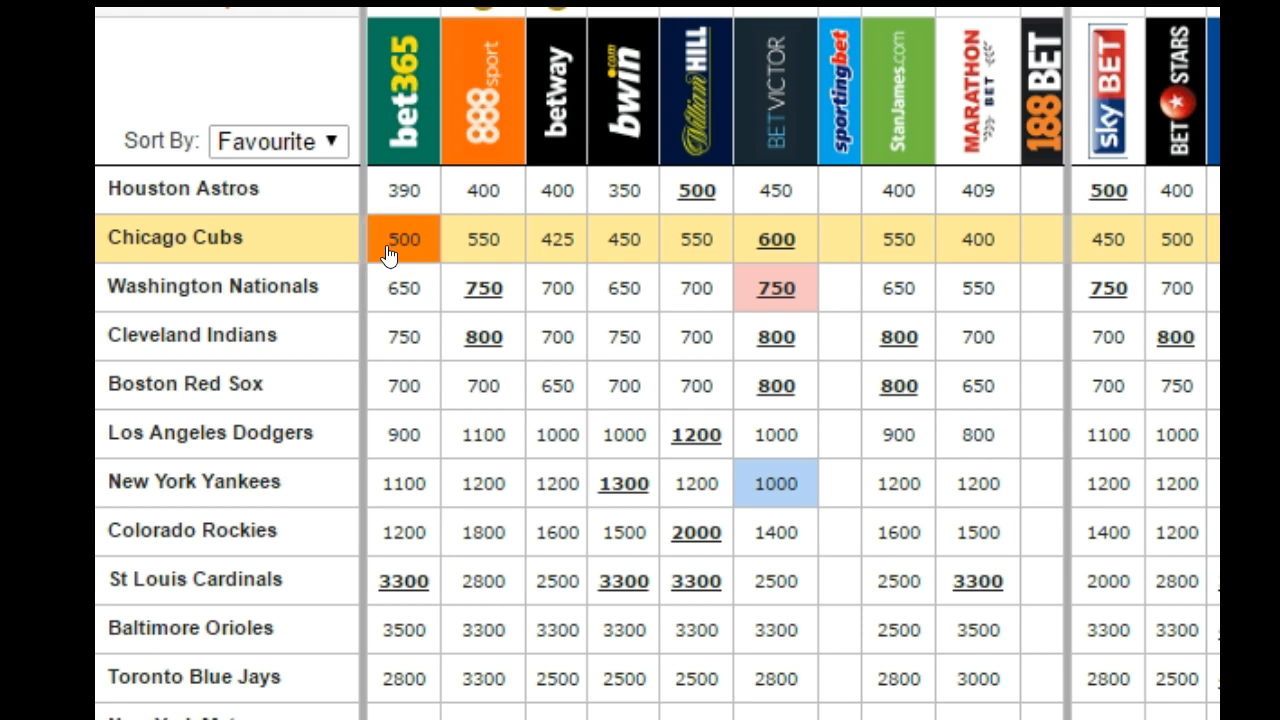 bet365 888sport betway bwin.com William HILL BETVICTOR sportingbet StanJames.com MARATHON BET 188BET sky BET BET STARS
Sort By: Favourite ▼
Houston Astros 390 400 400 350 500 450 400 409 500 400
Chicago Cubs 500 550 425 450 550 600 550 400 450 500
Washington Nationals 650 750 700 650 700 750 650 550 750 700
Cleveland Indians 750 800 700 750 700 800 800 700 700 800
Boston Red Sox 700 700 650 700 700 800 800 650 700 750
Los Angeles Dodgers 900 1100 1000 1000 1200 1000 900 800 1100 1000
New York Yankees 1100 1200 1200 1300 1200 1000 1200 1200 1200 1200
Colorado Rockies 1200 1800 1600 1500 2000 1400 1600 1500 1400 1200
St Louis Cardinals 3300 2800 2500 3300 3300 2500 2500 3300 2000 2800
Baltimore Orioles 3500 3300 3300 3300 3300 3300 2500 3500 3300 3300
Toronto Blue Jays 2800 3300 2500 2500 2500 2800 2800 3000 2800 2500